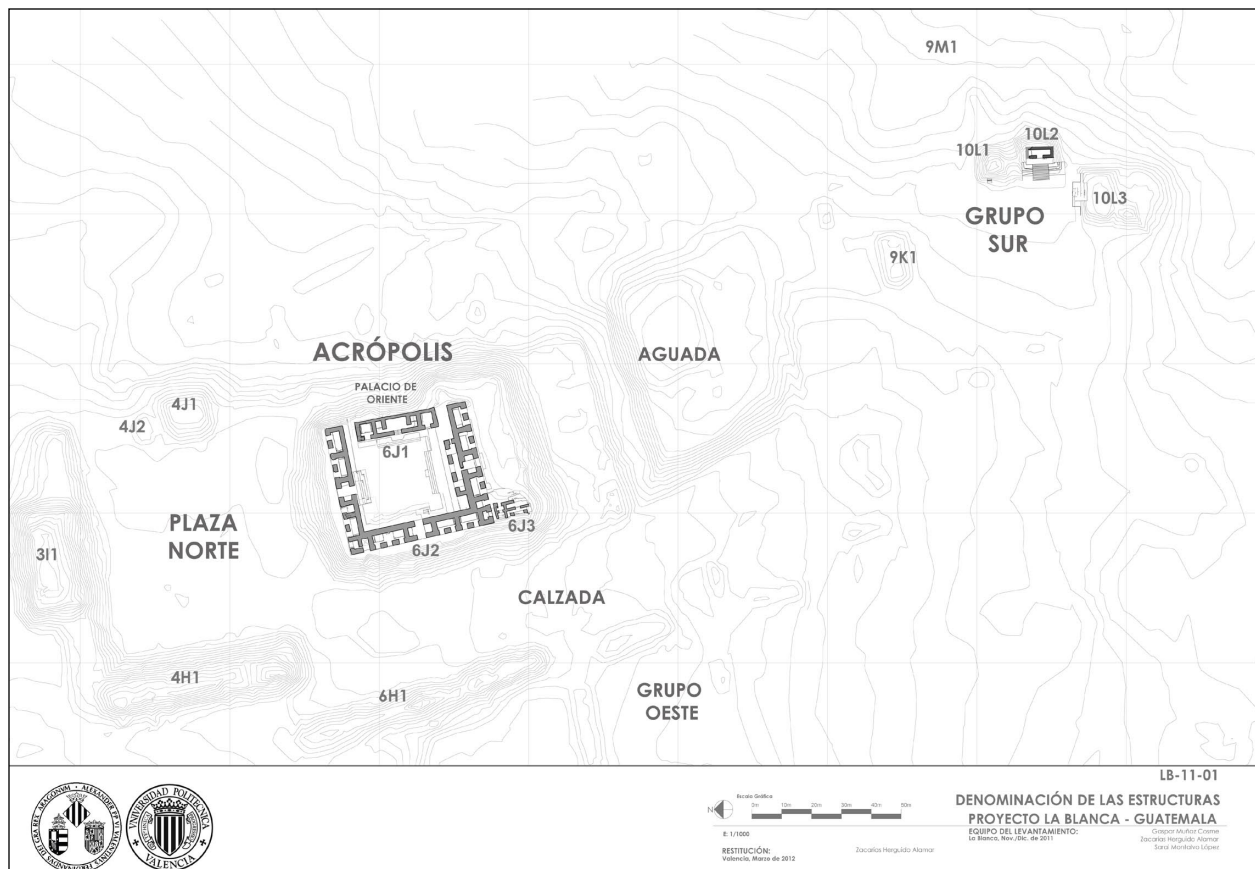 9M1
10L2
10L1
10L3
GRUPO
SUR
9K1
ACRÓPOLIS
AGUADA
PALACIO DE
ORIENTE
4J1
4J2
6J1
PLAZA
NORTE
6J3
6J2
3I1
CALZADA
4H1
6H1
GRUPO
OESTE
LB-11-01
Escala Gráfica
N
0m 10m 20m 30m 40m 50m
E: 1/1000
RESTITUCIÓN:
Valencia, Marzo de 2012
Zacarías Herguido Alamar
DENOMINACIÓN DE LAS ESTRUCTURAS
PROYECTO LA BLANCA - GUATEMALA
EQUIPO DEL LEVANTAMIENTO:
La Blanca, Nov./Dic. de 2011
Gaspar Muñoz Cosme
Zacarías Herguido Alamar
UNIVERSIDAD POLITECNICA
VALENCIA